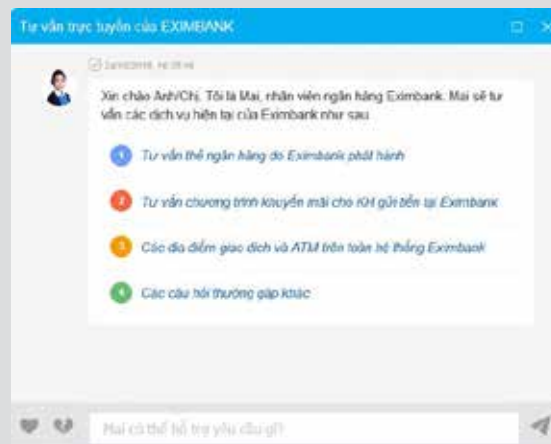 Tư vấn trực tuyến của EXIMBANK
Xin chào Anh/Chị. Tôi là Mai, nhân viên ngân hàng Eximbank. Mai sẽ tư
vấn các dịch vụ hiện tại của Eximbank như sau
1 Tư vấn thẻ ngân hàng do Eximbank phát hành
2 Tư vấn chương trình khuyến mãi cho KH gửi tiền tại Eximbank
3 Các địa điểm giao dịch và ATM trên toàn hệ thống Eximbank
4 Các câu hỏi thường gặp khác
Mai có thể hỗ trợ yêu cầu gì?